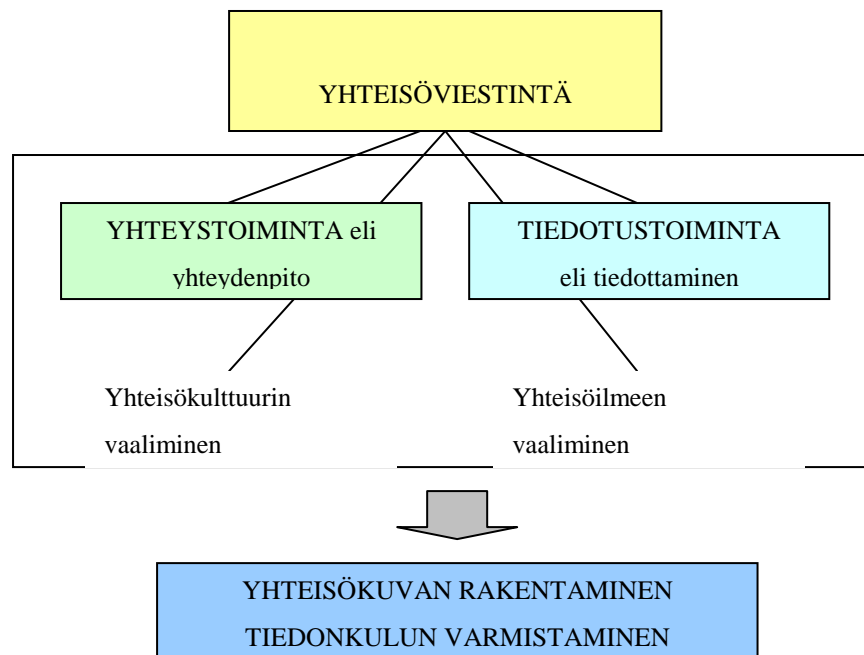 YHTEISÖVIESTINTÄ
YHTEYSTOIMINTA eli
yhteydenpito
TIEDOTUSTOIMINTA
eli tiedottaminen
Yhteisökulttuurin
vaaliminen
Yhteisöilmeen
vaaliminen
YHTEISÖKUVAN RAKENTAMINEN
TIEDONKULUN VARMISTAMINEN